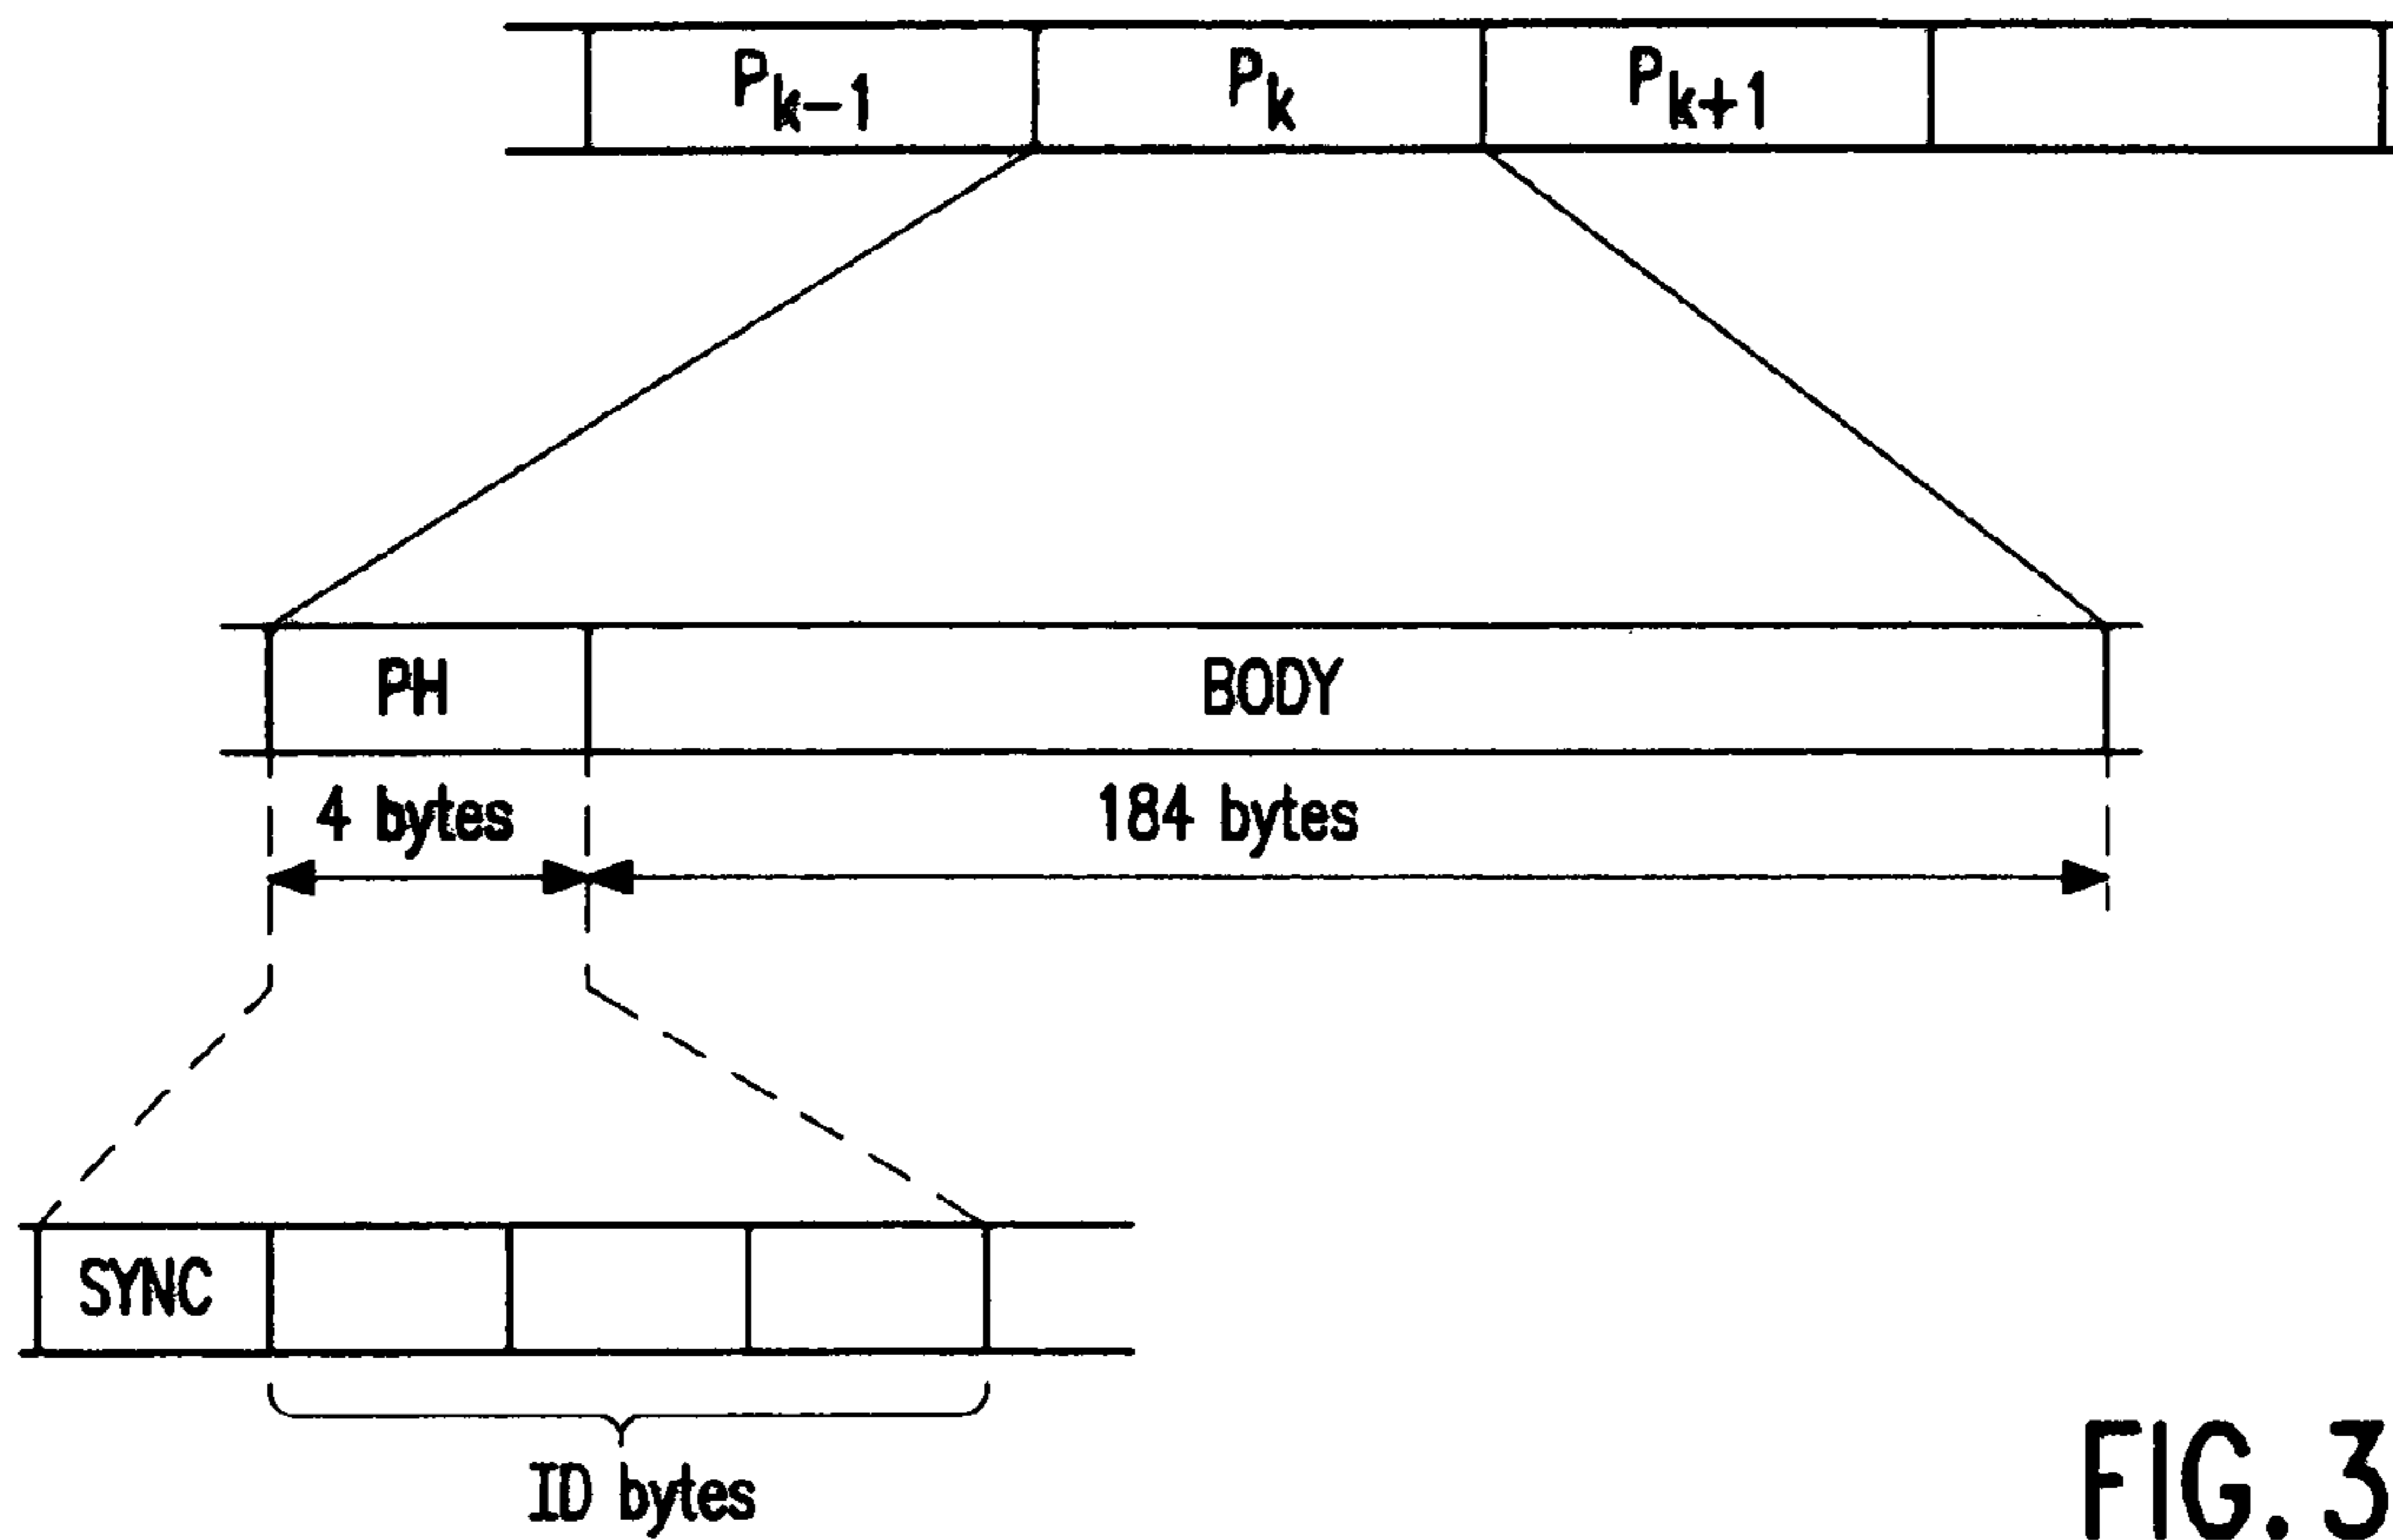 Pk-1 Pk Pk+1
PH BODY
4 bytes 184 bytes
SYNC
ID bytes
FIG. 3